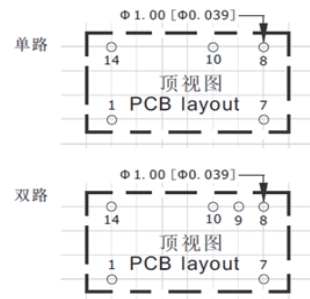 Φ1.00 [Φ0.039]
单路
14 10 8
顶视图
1 PCB layout 7
Φ1.00 [Φ0.039]
双路
14 10 9 8
顶视图
1 PCB layout 7